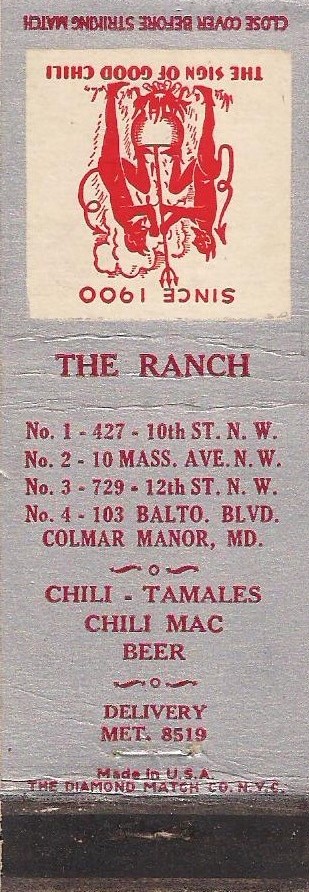 CLOSE COVER BEFORE STRIKING MATCH
THE SIGN OF GOOD CHILI
SINCE 1900
THE RANCH
No. 1 - 427 - 10th ST. N. W.
No. 2 - 10 MASS. AVE. N. W.
No. 3 - 729 - 12th ST. N. W.
No. 4 - 103 BALTO. BLVD.
COLMAR MANOR, MD.
CHILI - TAMALES
CHILI MAC
BEER
DELIVERY
MET. 8519
Made in U.S.A.
THE DIAMOND MATCH CO. N.Y.C.